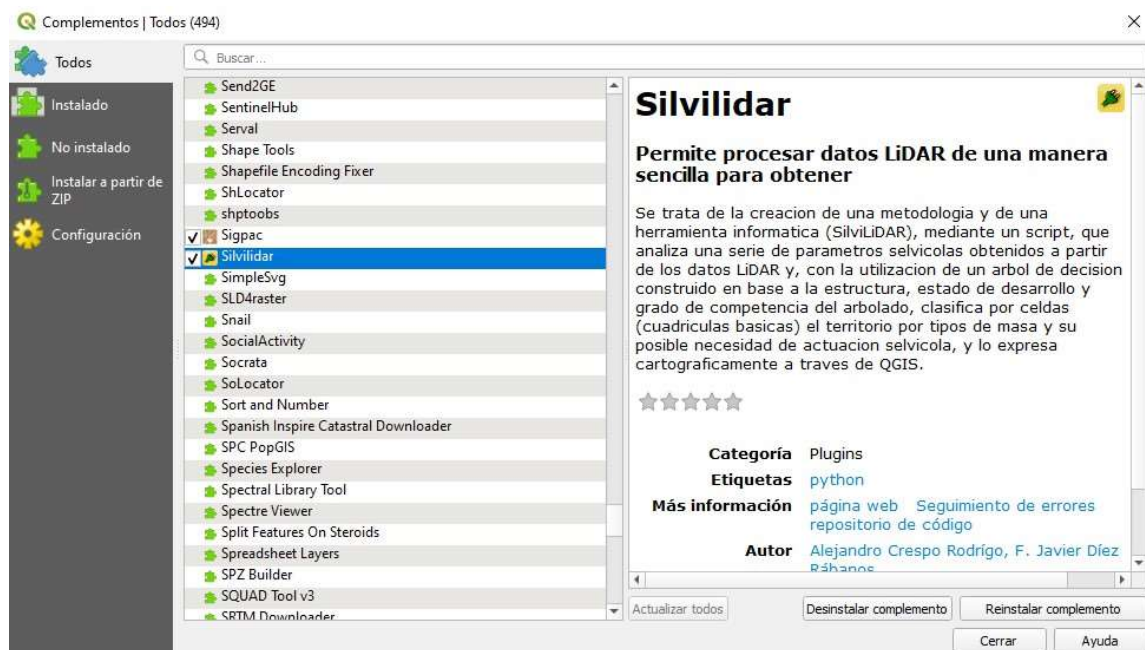 Complementos | Todos (494)
Todos
Instalado
No instalado
Instalar a partir de
ZIP
Configuración
Buscar...
Send2GE
SentinelHub
Serval
Shape Tools
Shapefile Encoding Fixer
ShLocator
shptoobs
Sigpac
Silvilidar
SimpleSvg
SLD4raster
Snail
SocialActivity
Socrata
SoLocator
Sort and Number
Spanish Inspire Catastral Downloader
SPC PopGIS
Species Explorer
Spectral Library Tool
Spectre Viewer
Split Features On Steroids
Spreadsheet Layers
SPZ Builder
SQUAD Tool v3
SRTM Downloader
Silvilidar
Permite procesar datos LiDAR de una manera
sencilla para obtener
Se trata de la creacion de una metodologia y de una
herramienta informatica (SilviLiDAR), mediante un script, que
analiza una serie de parametros selvicolas obtenidos a partir
de los datos LiDAR y, con la utilizacion de un arbol de decision
construido en base a la estructura, estado de desarrollo y
grado de competencia del arbolado, clasifica por celdas
(cuadriculas basicas) el territorio por tipos de masa y su
posible necesidad de actuacion selvicola, y lo expresa
cartograficamente a traves de QGIS.
Categoría Plugins
Etiquetas python
Más información página web Seguimiento de errores
repositorio de código
Autor Alejandro Crespo Rodrígo, F. Javier Díez
Rábanos
Actualizar todos Desinstalar complemento Reinstalar complemento
Cerrar Ayuda